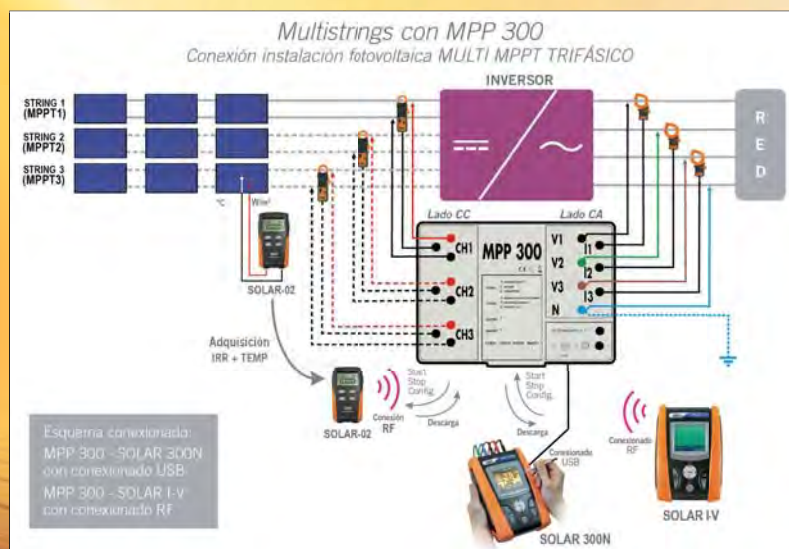 Multistrings con MPP 300
Conexión instalación fotovoltaica MULTI MPPT TRIFÁSICO
INVERSOR
STRING 1
(MPPT1)
STRING 2
(MPPT2)
STRING 3
(MPPT3)
R
E
D
°C
W/m²
Lado CC
Lado CA
SOLAR-02
MPP 300
CH1
CH2
CH3
V1
I1
V2
I2
V3
I3
N
Adquisición
IRR + TEMP
SOLAR-02
Conexión
RF
Start
Stop
Config.
Descarga
Start
Stop
Config.
Descarga
Conexionado
USB
Conexionado
RF
SOLAR 300N
SOLAR I-V
Esquema conexionado:
MPP 300 - SOLAR 300N
con conexionado USB
MPP 300 - SOLAR I-V
con conexionado RF